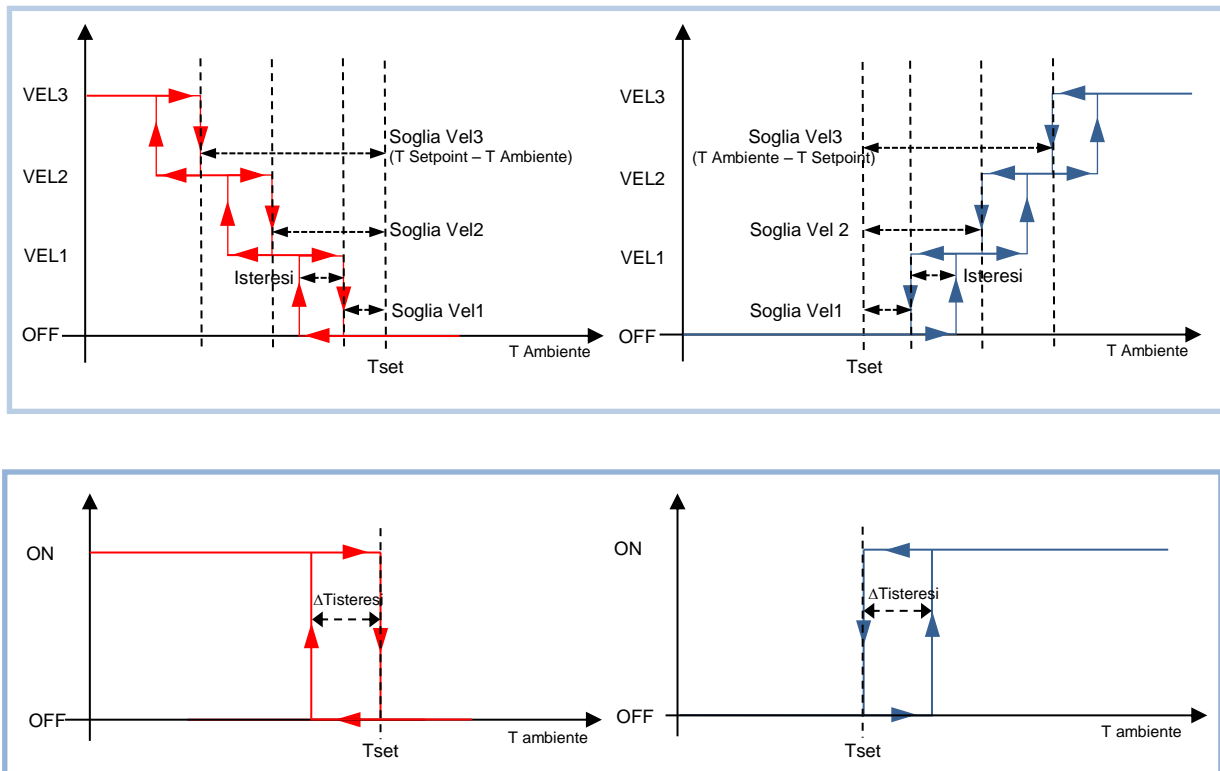 VEL3
VEL2
VEL1
OFF
Soglia Vel3
(T Setpoint – T Ambiente)
Soglia Vel2
Isteresi
Soglia Vel1
T Ambiente
Tset
VEL3
VEL2
VEL1
OFF
Soglia Vel3
(T Ambiente – T Setpoint)
Soglia Vel 2
Isteresi
Soglia Vel1
T Ambiente
Tset
ON
OFF
ΔTisteresi
T ambiente
Tset
ON
OFF
ΔTisteresi
T ambiente
Tset